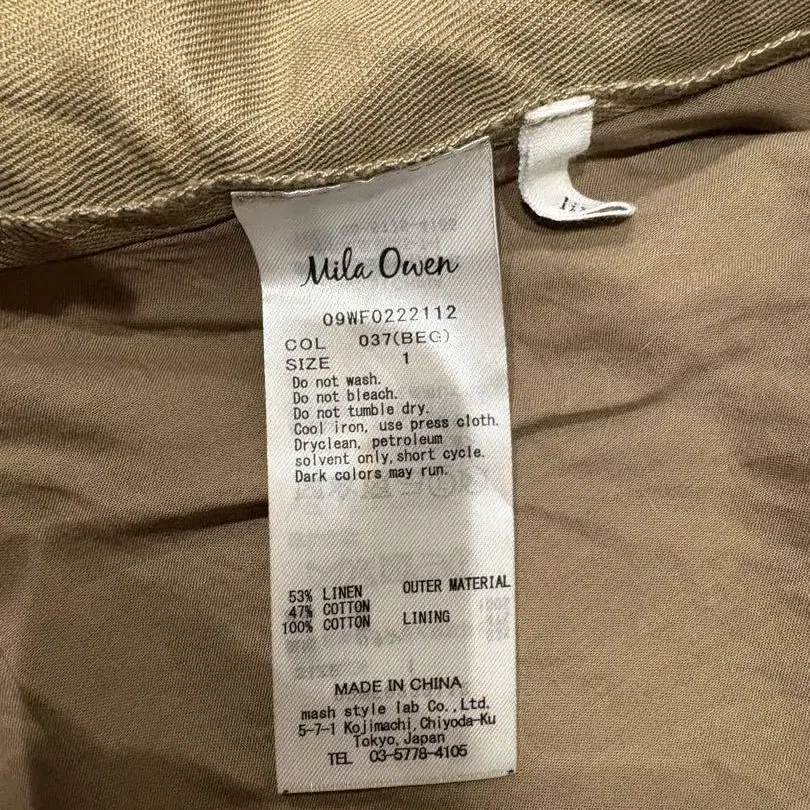 Mila Owen
09WF0222112
COL 037(BEG)
SIZE 1
Do not wash.
Do not bleach.
Do not tumble dry.
Cool iron, use press cloth.
Dryclean, petroleum
solvent only, short cycle.
Dark colors may run.
53% LINEN OUTER MATERIAL
47% COTTON
100% COTTON LINING
MADE IN CHINA
mash style lab Co.,Ltd.
5-7-1 Kojimachi,Chiyoda-Ku
Tokyo,Japan
TEL 03-5778-4105